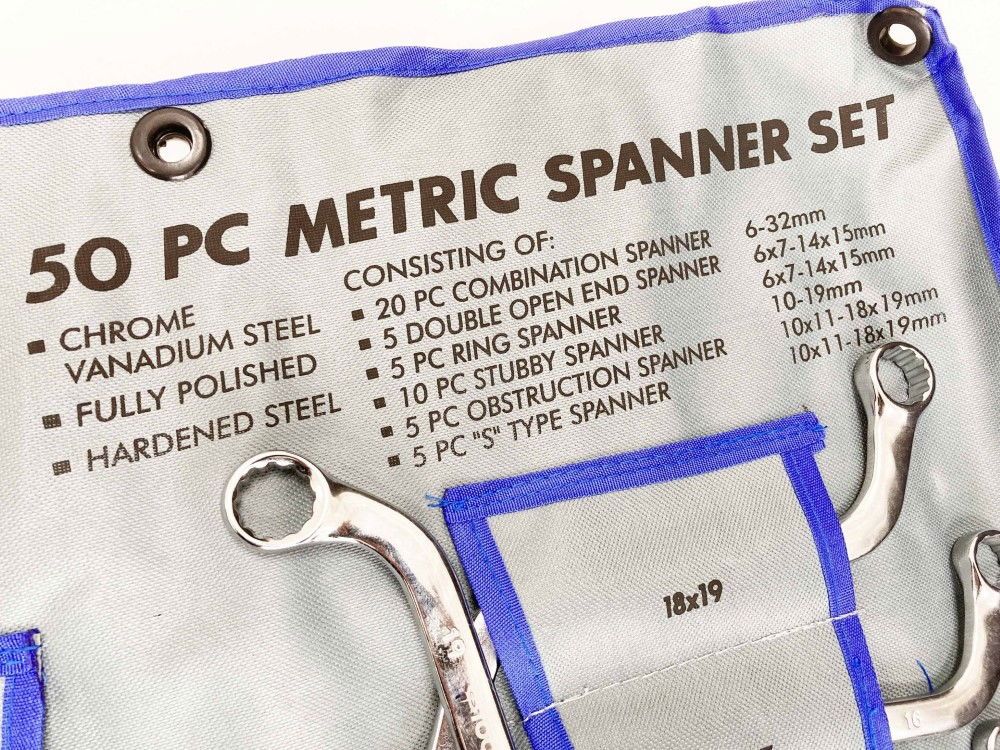 50 PC METRIC SPANNER SET
CHROME
VANADIUM STEEL
FULLY POLISHED
HARDENED STEEL
CONSISTING OF:
20 PC COMBINATION SPANNER 6-32mm
5 DOUBLE OPEN END SPANNER 6x7-14x15mm
5 PC RING SPANNER 6x7-14x15mm
10 PC STUBBY SPANNER 10-19mm
5 PC OBSTRUCTION SPANNER 10x11-18x19mm
5 PC "S" TYPE SPANNER 10x11-18x19mm
18x19
19
16